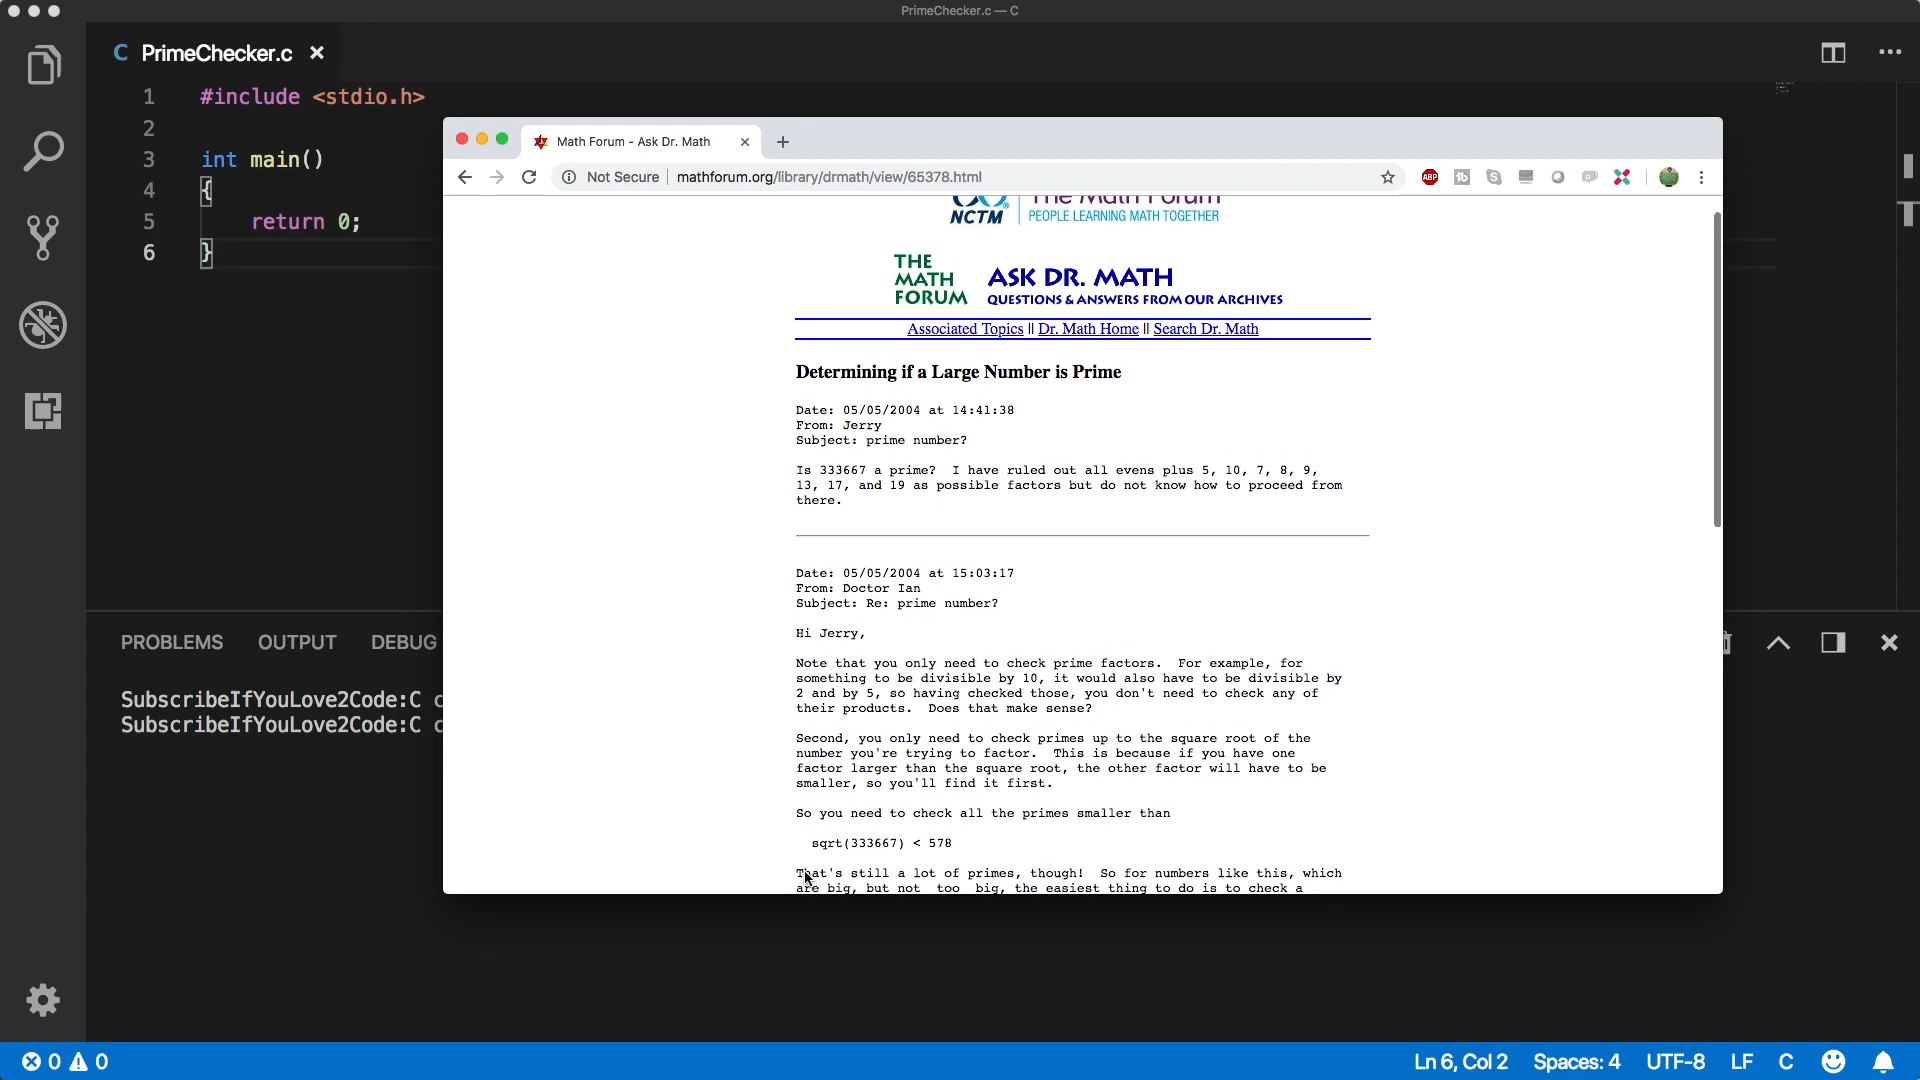 PrimeChecker.c — C
C PrimeChecker.c
1 #include <stdio.h>
2
3 int main()
4 {
5 return 0;
6 }
Math Forum - Ask Dr. Math
Not Secure
mathforum.org/library/drmath/view/65378.html
ABP
The Math Forum
NCTM
PEOPLE LEARNING MATH TOGETHER
THE
MATH
FORUM
ASK DR. MATH
QUESTIONS & ANSWERS FROM OUR ARCHIVES
Associated Topics || Dr. Math Home || Search Dr. Math
Determining if a Large Number is Prime
Date: 05/05/2004 at 14:41:38
From: Jerry
Subject: prime number?
Is 333667 a prime? I have ruled out all evens plus 5, 10, 7, 8, 9,
13, 17, and 19 as possible factors but do not know how to proceed from
there.
Date: 05/05/2004 at 15:03:17
From: Doctor Ian
Subject: Re: prime number?
Hi Jerry,
Note that you only need to check prime factors. For example, for
something to be divisible by 10, it would also have to be divisible by
2 and by 5, so having checked those, you don't need to check any of
their products. Does that make sense?
Second, you only need to check primes up to the square root of the
number you're trying to factor. This is because if you have one
factor larger than the square root, the other factor will have to be
smaller, so you'll find it first.
So you need to check all the primes smaller than
sqrt(333667) < 578
That's still a lot of primes, though! So for numbers like this, which
are big, but not too big, the easiest thing to do is to check a
PROBLEMS OUTPUT DEBUG
SubscribeIfYouLove2Code:C c
SubscribeIfYouLove2Code:C c
0 0
Ln 6, Col 2 Spaces: 4 UTF-8 LF C